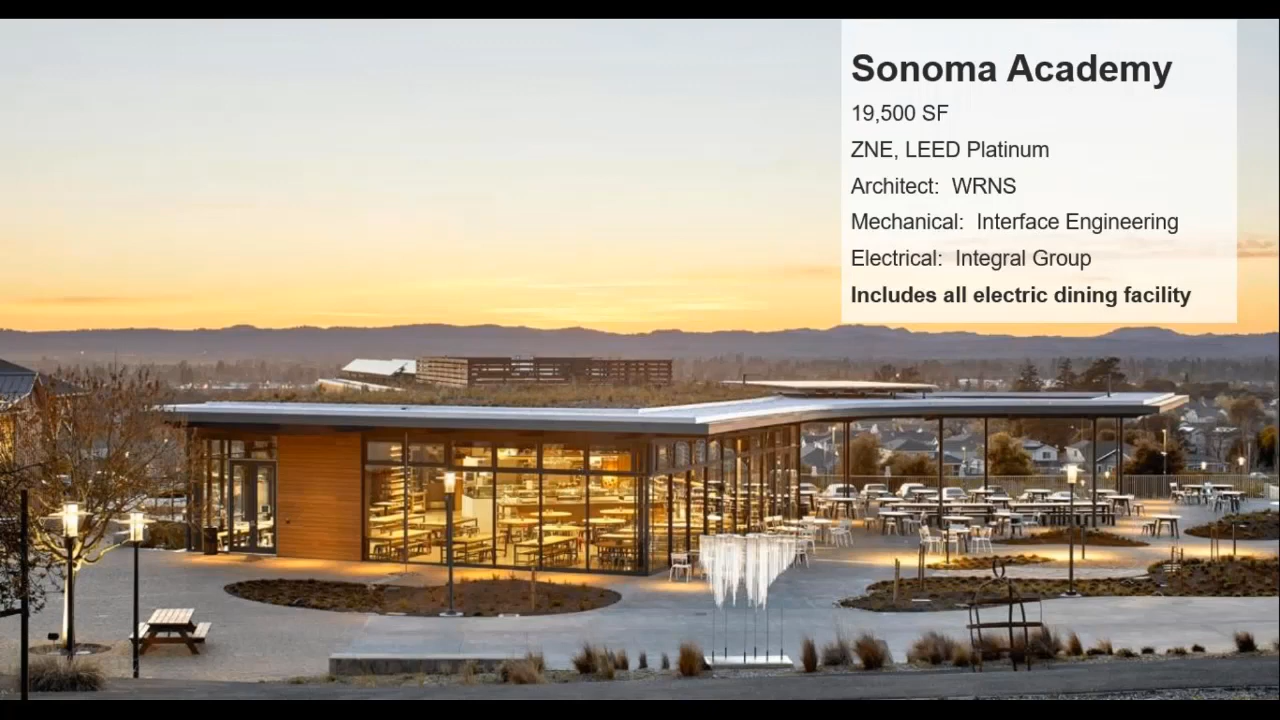 Sonoma Academy
19,500 SF
ZNE, LEED Platinum
Architect:  WRNS
Mechanical:  Interface Engineering
Electrical:  Integral Group
Includes all electric dining facility